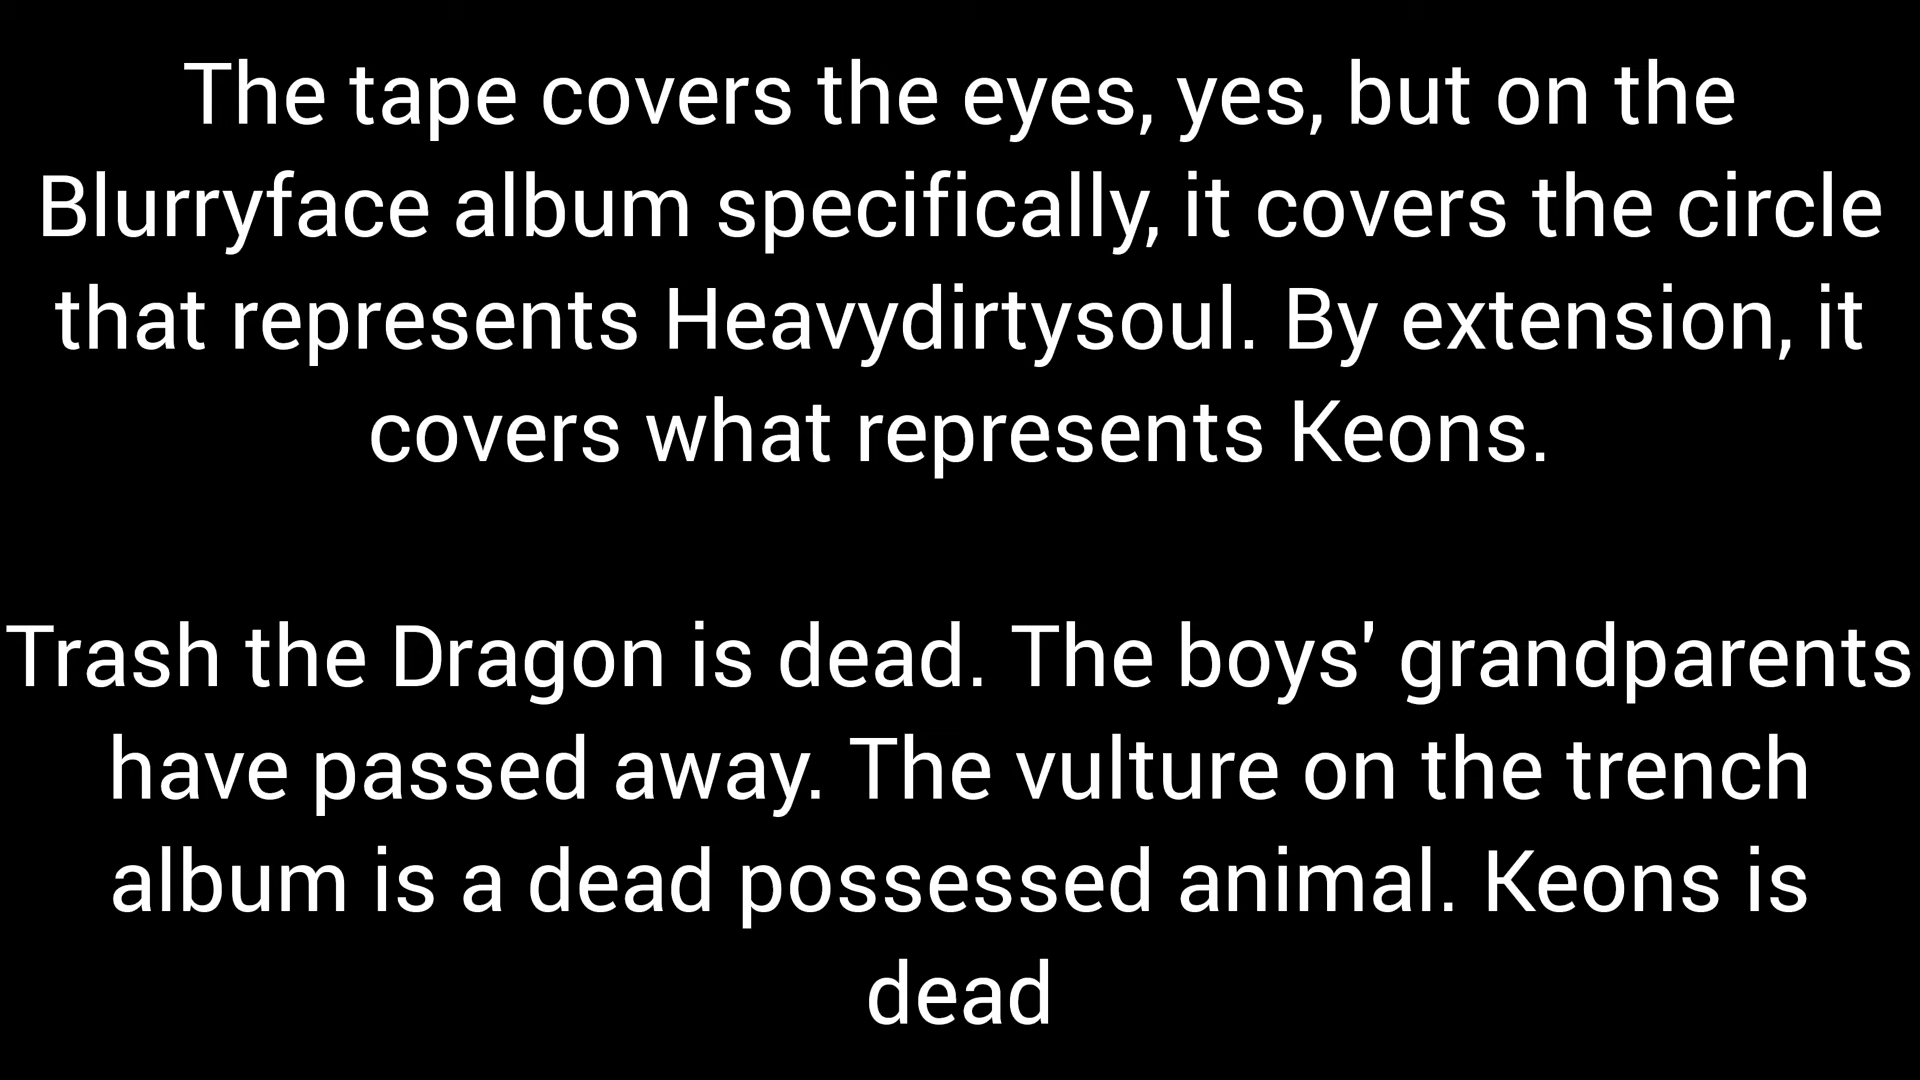 The tape covers the eyes, yes, but on the
Blurryface album specifically, it covers the circle
that represents Heavydirtysoul. By extension, it
covers what represents Keons.
Trash the Dragon is dead. The boys' grandparents
have passed away. The vulture on the trench
album is a dead possessed animal. Keons is
dead